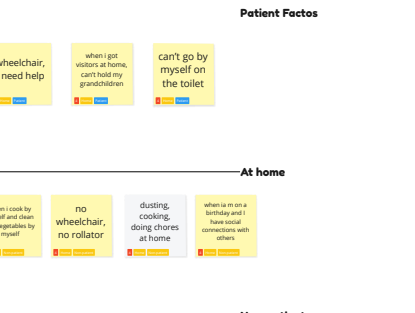 Patient Factos
wheelchair,
need help
when i got
visitors at home,
can't hold my
grandchildren
can't go by
myself on
the toilet
At home
n i cook by
lf and clean
egetables by
myself
no
wheelchair,
no rollator
dusting,
cooking,
doing chores
at home
when ia m on a
birthday and I
have social
connections with
others